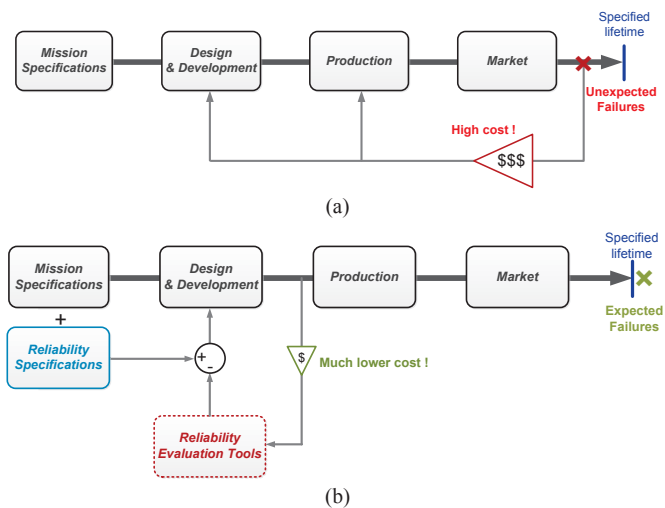 Specified
lifetime
Mission
Specifications
Design
& Development
Production
Market
Unexpected
Failures
High cost !
$$$
(a)
Specified
lifetime
Mission
Specifications
Design
& Development
Production
Market
Expected
Failures
+
Reliability
Specifications
+
-
$
Much lower cost !
Reliability
Evaluation Tools
(b)